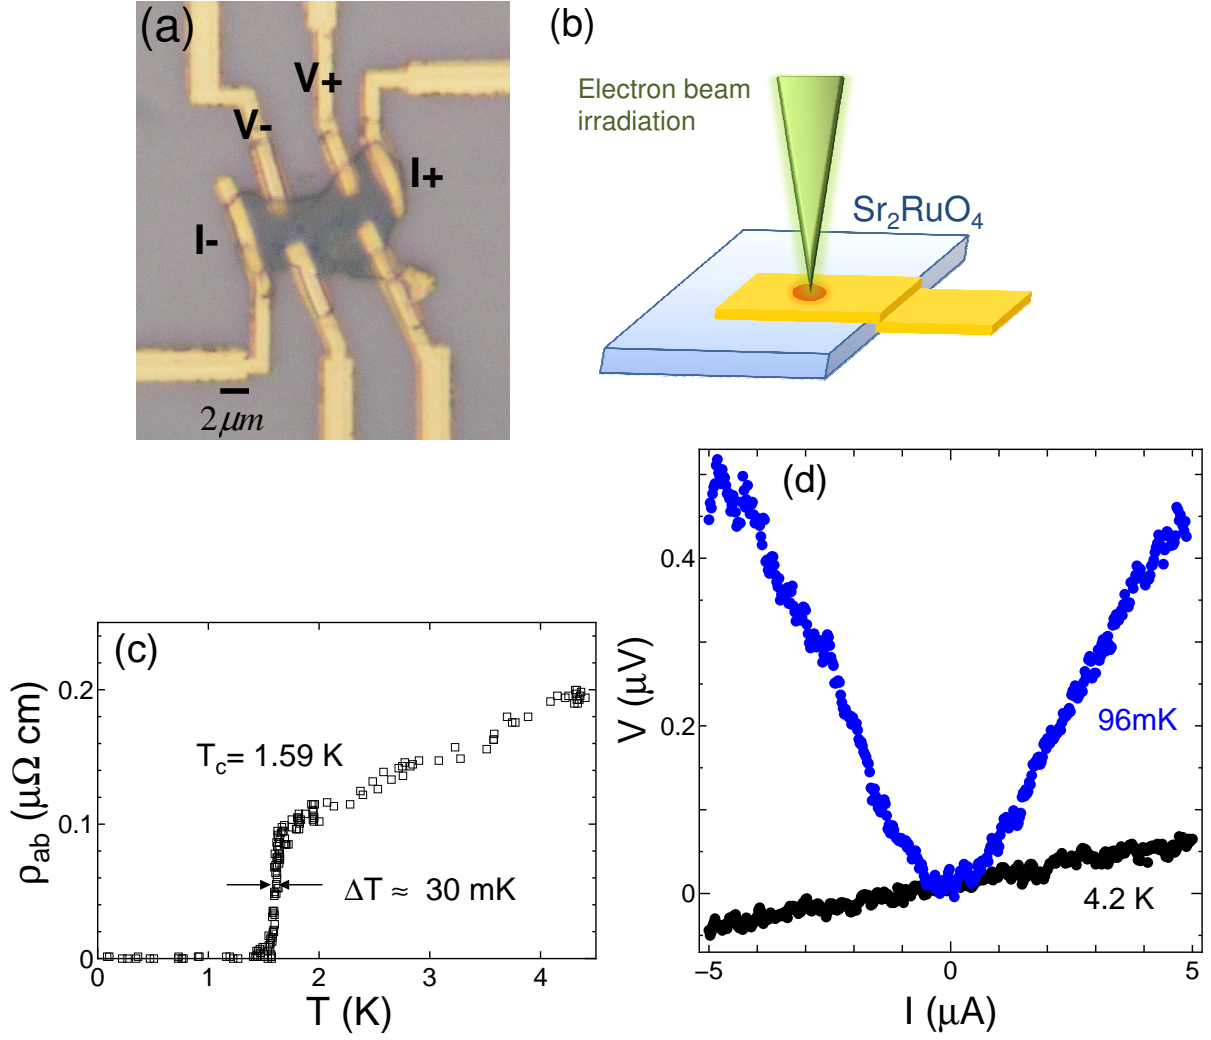 (a)
V+
V-
I+
I-
2μm
(b)
Electron beam
irradiation
Sr₂RuO₄
(c)
ρab (μΩ cm)
0.2
0.1
0
Tc= 1.59 K
ΔT ≈ 30 mK
0 1 2 3 4
T (K)
(d)
V (μV)
0.4
0.2
0
96mK
4.2 K
−5 0 5
I (μA)